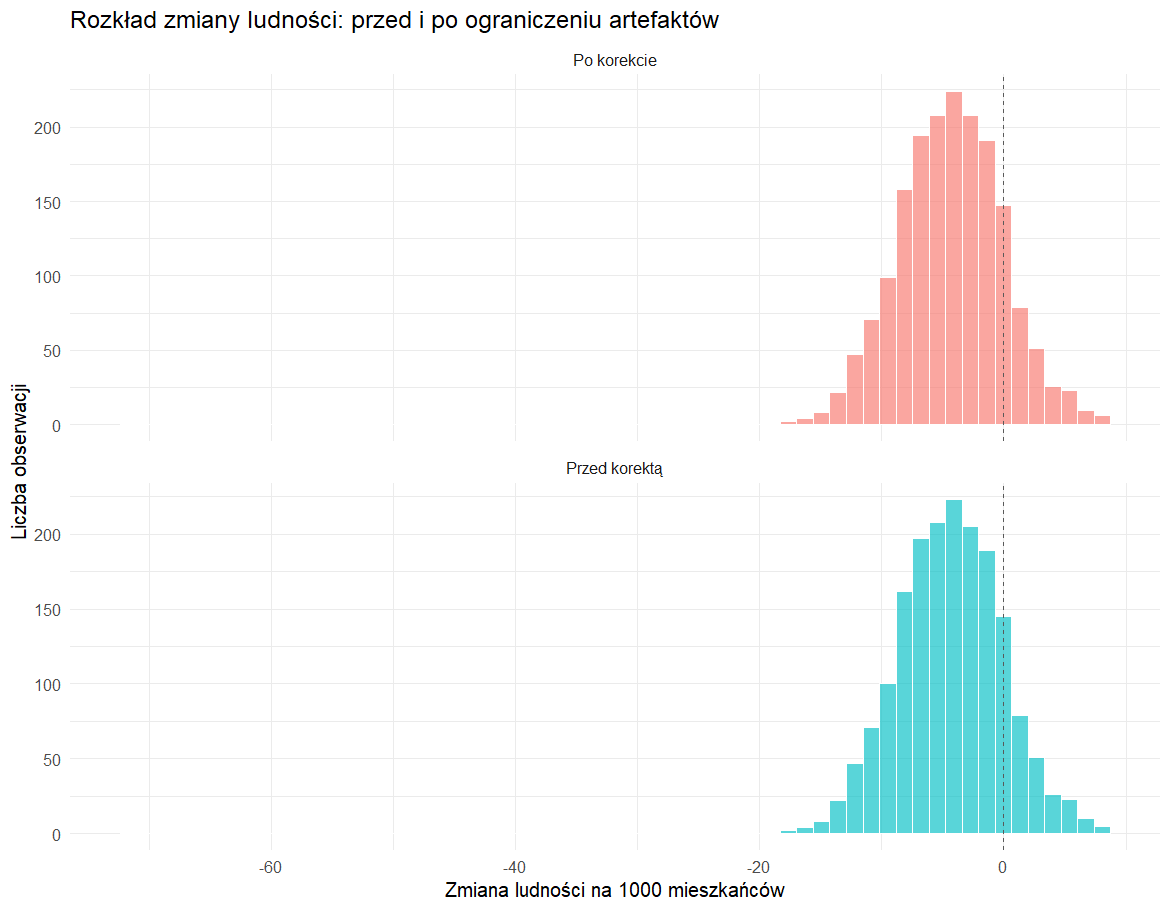 Rozkład zmiany ludności: przed i po ograniczeniu artefaktów
Po korekcie
200
150
100
50
0
Liczba obserwacji
Przed korektą
200
150
100
50
0
-60 -40 -20 0
Zmiana ludności na 1000 mieszkańców